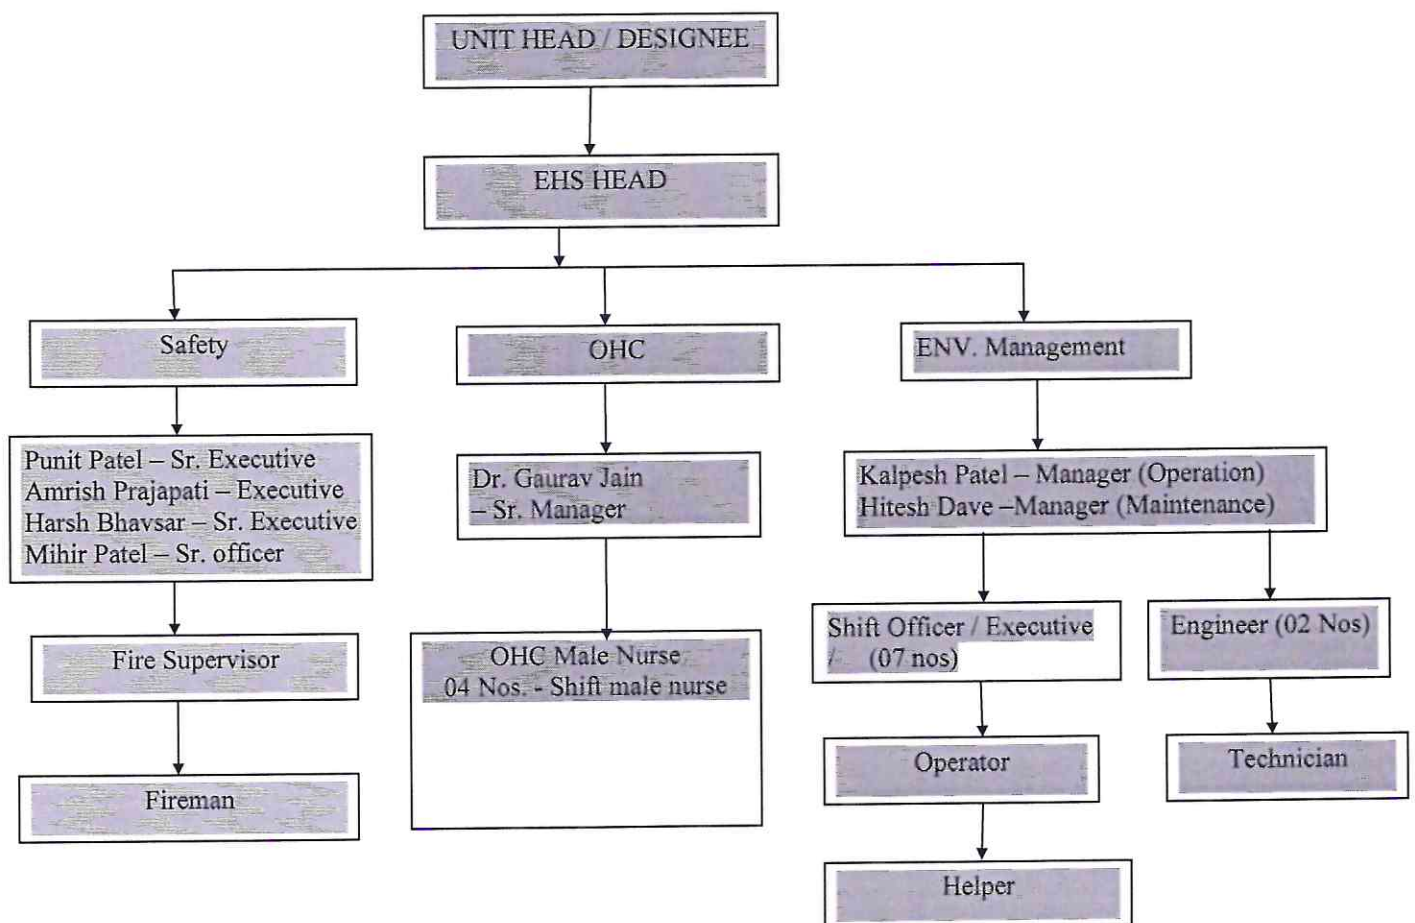 UNIT HEAD / DESIGNEE
EHS HEAD
Safety
OHC
ENV. Management
Punit Patel – Sr. Executive
Amrish Prajapati – Executive
Harsh Bhavsar – Sr. Executive
Mihir Patel – Sr. officer
Dr. Gaurav Jain
– Sr. Manager
Kalpesh Patel – Manager (Operation)
Hitesh Dave –Manager (Maintenance)
Fire Supervisor
OHC Male Nurse
04 Nos. - Shift male nurse
Shift Officer / Executive
/ (07 nos)
Engineer (02 Nos)
Fireman
Operator
Technician
Helper